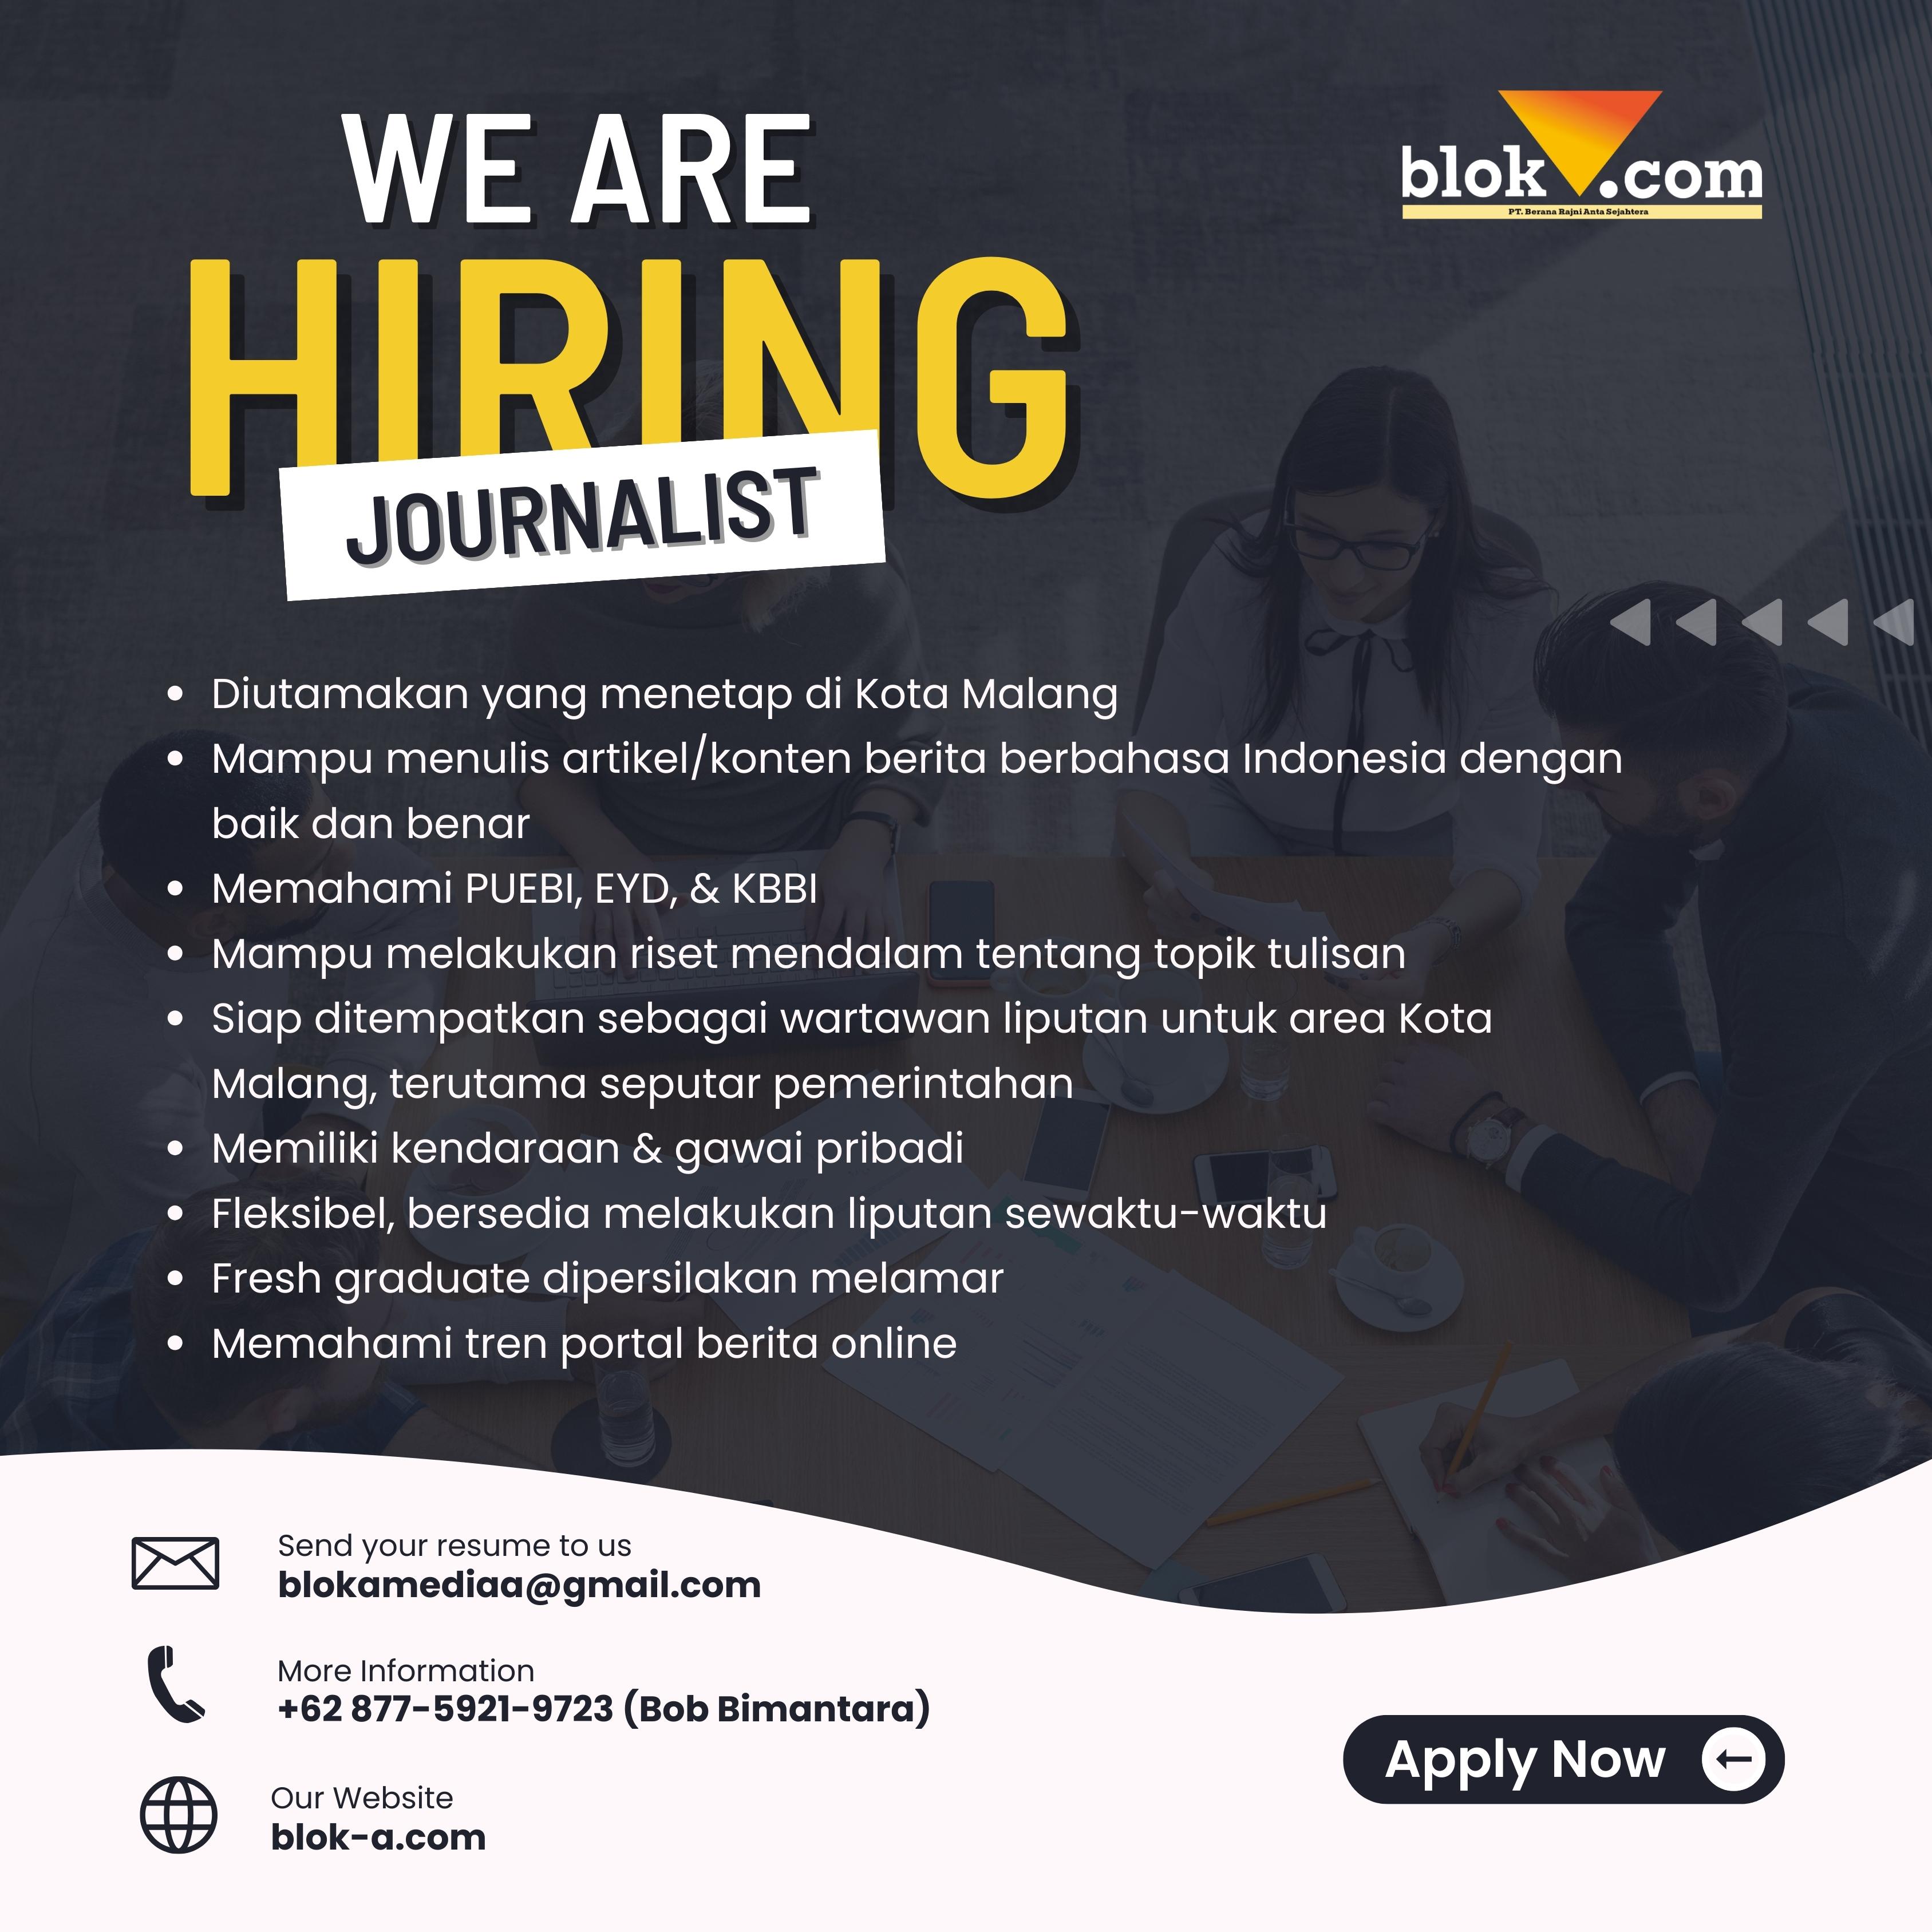 WE ARE
HIRING
JOURNALIST
blok .com
PT. Berana Rajni Anta Sejahtera
• Diutamakan yang menetap di Kota Malang
• Mampu menulis artikel/konten berita berbahasa Indonesia dengan
baik dan benar
• Memahami PUEBI, EYD, & KBBI
• Mampu melakukan riset mendalam tentang topik tulisan
• Siap ditempatkan sebagai wartawan liputan untuk area Kota
Malang, terutama seputar pemerintahan
• Memiliki kendaraan & gawai pribadi
• Fleksibel, bersedia melakukan liputan sewaktu-waktu
• Fresh graduate dipersilakan melamar
• Memahami tren portal berita online
Send your resume to us
blokamediaa@gmail.com
More Information
+62 877-5921-9723 (Bob Bimantara)
Our Website
blok-a.com
Apply Now